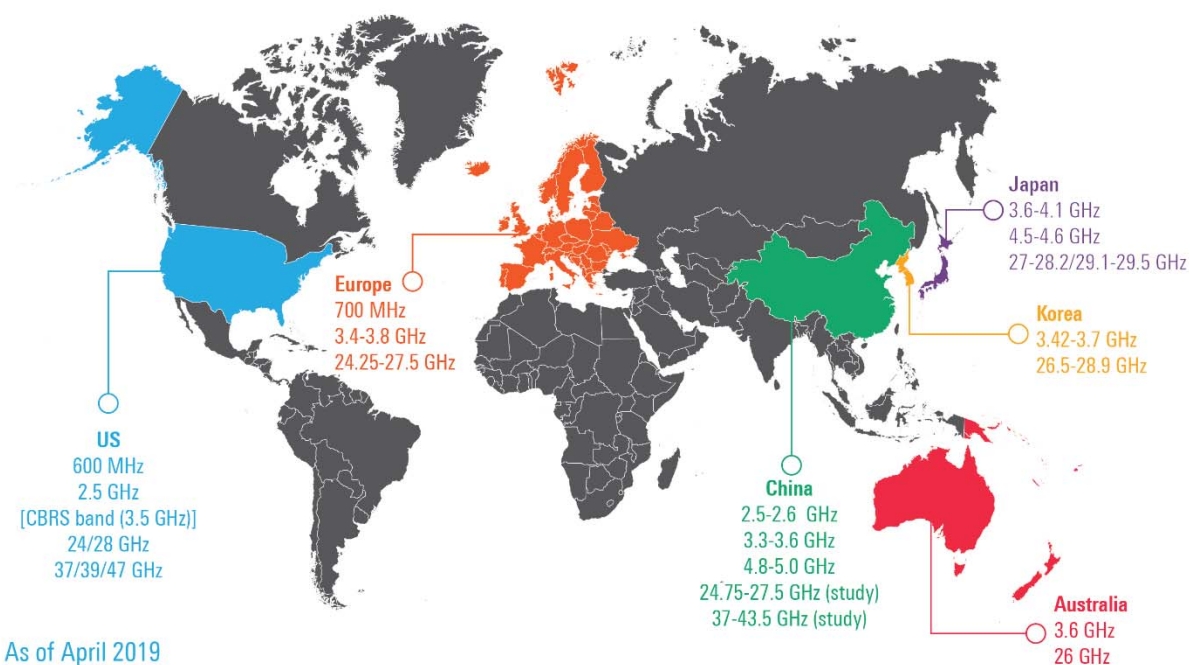 US
600 MHz
2.5 GHz
[CBRS band (3.5 GHz)]
24/28 GHz
37/39/47 GHz
Europe
700 MHz
3.4-3.8 GHz
24.25-27.5 GHz
China
2.5-2.6 GHz
3.3-3.6 GHz
4.8-5.0 GHz
24.75-27.5 GHz (study)
37-43.5 GHz (study)
Japan
3.6-4.1 GHz
4.5-4.6 GHz
27-28.2/29.1-29.5 GHz
Korea
3.42-3.7 GHz
26.5-28.9 GHz
Australia
3.6 GHz
26 GHz
As of April 2019